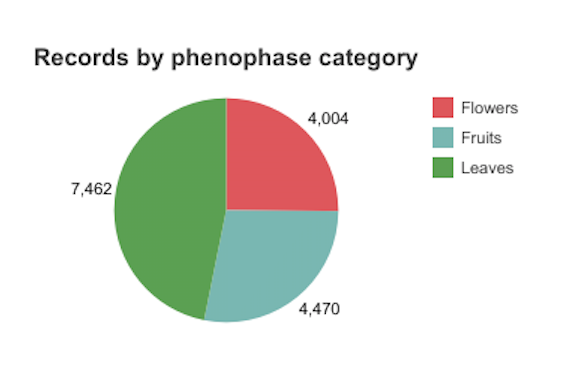 Records by phenophase category
4,004
Flowers
Fruits
Leaves
7,462
4,470